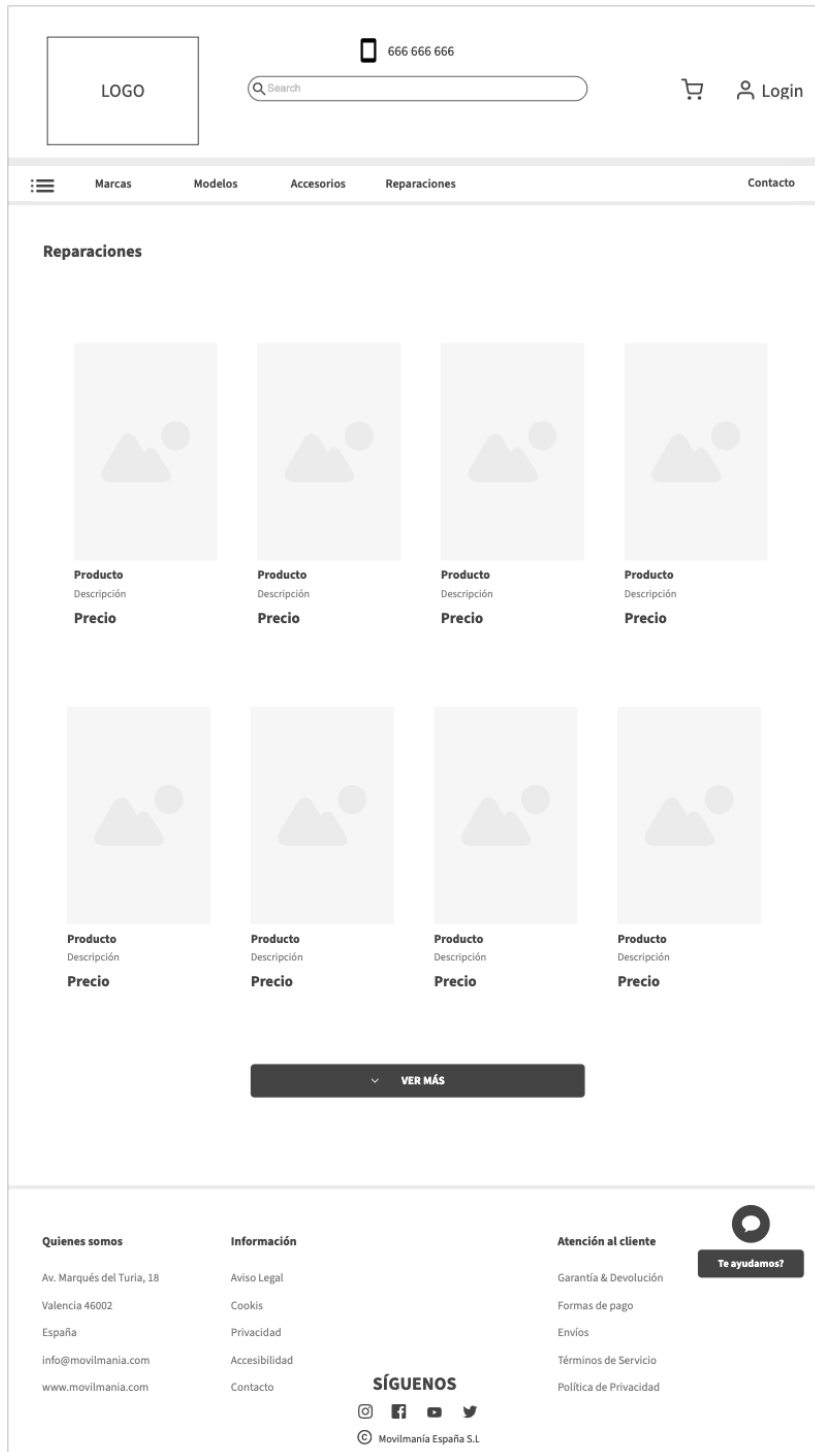 666 666 666
LOGO
Search
Login
Marcas Modelos Accesorios Reparaciones Contacto
Reparaciones
Producto Producto Producto Producto
Descripción Descripción Descripción Descripción
Precio Precio Precio Precio
Producto Producto Producto Producto
Descripción Descripción Descripción Descripción
Precio Precio Precio Precio
VER MÁS
Quienes somos
Av. Marqués del Turia, 18
Valencia 46002
España
info@movilmania.com
www.movilmania.com
Información
Aviso Legal
Cookis
Privacidad
Accesibilidad
Contacto
SÍGUENOS
© Movilmanía España S.L
Atención al cliente
Garantía & Devolución
Formas de pago
Envíos
Términos de Servicio
Política de Privacidad
Te ayudamos?